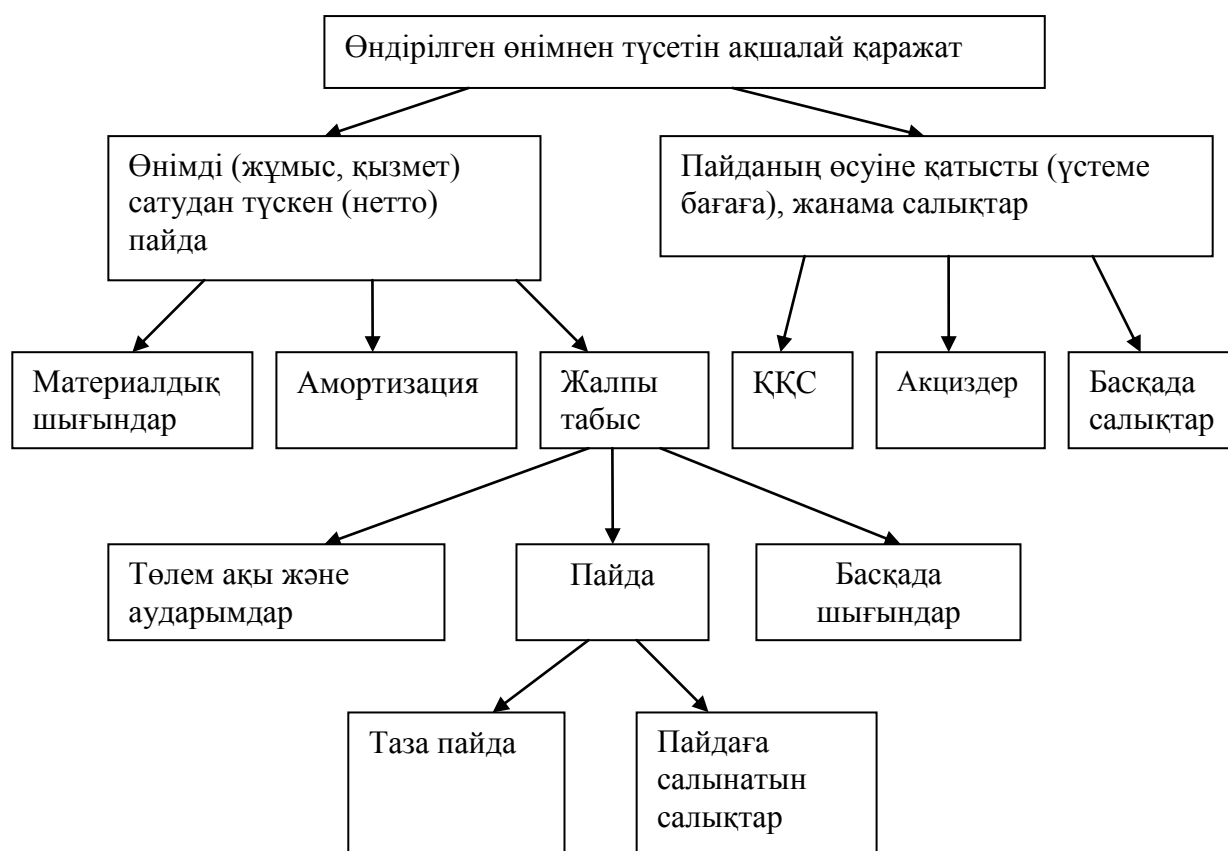 Өндірілген өнімнен түсетін ақшалай қаражат
Өнімді (жұмыс, қызмет)
сатудан түскен (нетто)
пайда
Пайданың өсуіне қатысты (үстеме
бағаға), жанама салықтар
Материалдық
шығындар
Амортизация
Жалпы
табыс
ҚҚС
Акциздер
Басқада
салықтар
Төлем ақы және
аударымдар
Пайда
Басқада
шығындар
Таза пайда
Пайдаға
салынатын
салықтар